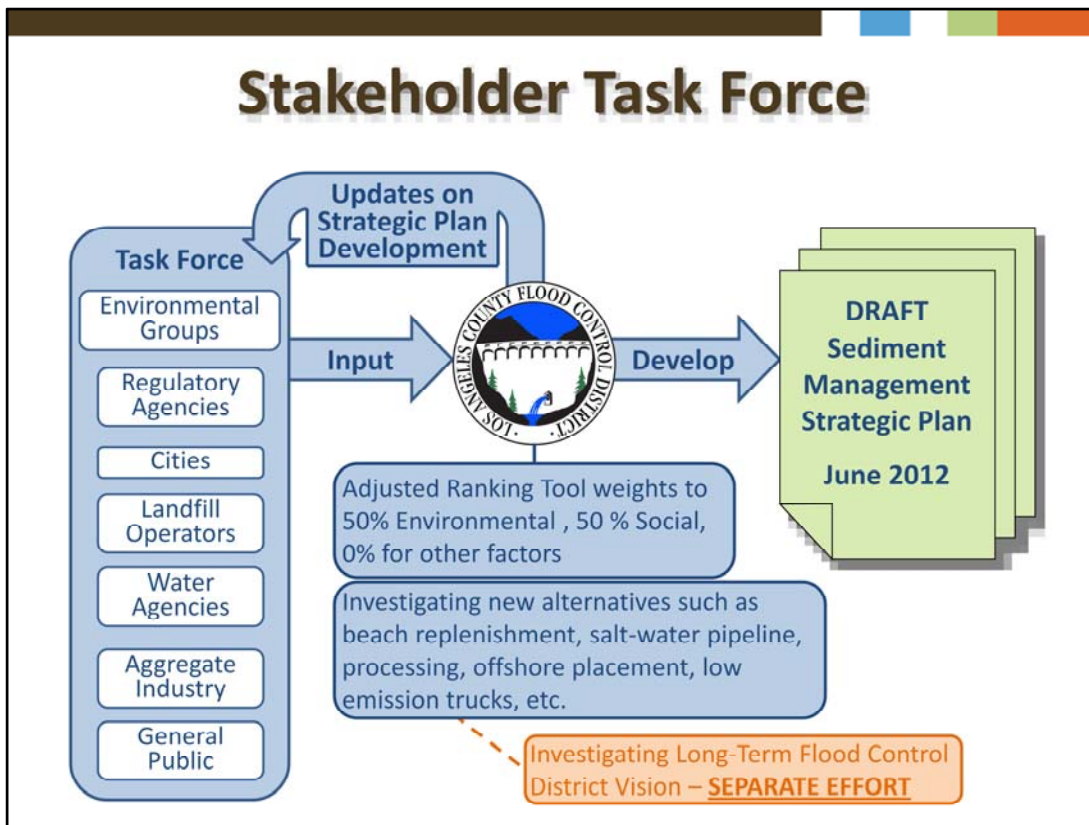 Stakeholder Task Force
Updates on
Strategic Plan
Development
Task Force
Environmental
Groups
Regulatory
Agencies
Cities
Landfill
Operators
Water
Agencies
Aggregate
Industry
General
Public
Input
LOS ANGELES COUNTY FLOOD CONTROL DISTRICT
Develop
DRAFT
Sediment
Management
Strategic Plan
June 2012
Adjusted Ranking Tool weights to
50% Environmental , 50 % Social,
0% for other factors
Investigating new alternatives such as
beach replenishment, salt-water pipeline,
processing, offshore placement, low
emission trucks, etc.
Investigating Long-Term Flood Control
District Vision – SEPARATE EFFORT